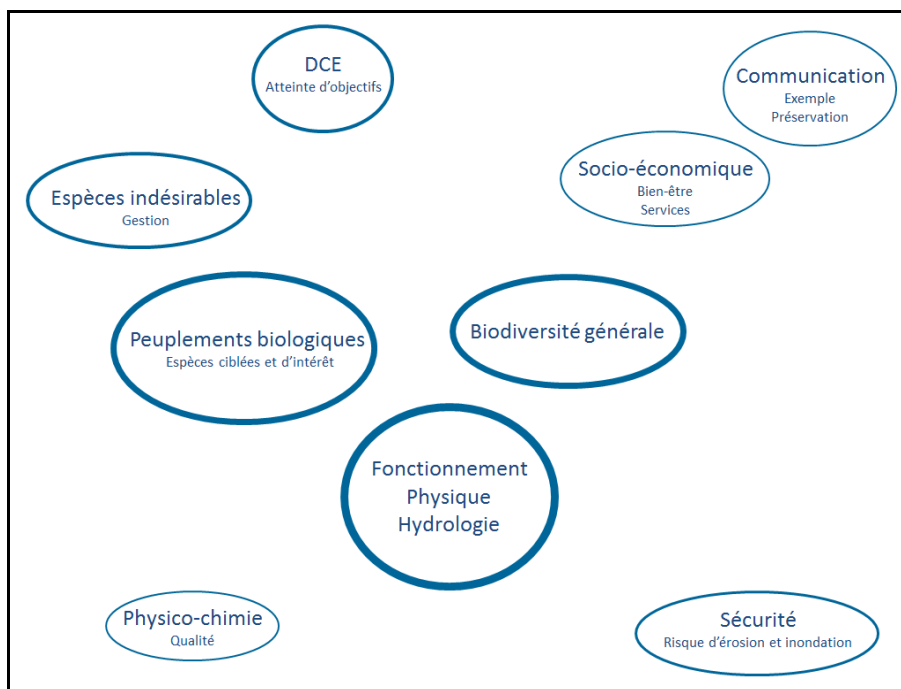 DCE
Atteinte d'objectifs
Communication
Exemple
Préservation
Socio-économique
Bien-être
Services
Espèces indésirables
Gestion
Peuplements biologiques
Espèces ciblées et d'intérêt
Biodiversité générale
Fonctionnement
Physique
Hydrologie
Physico-chimie
Qualité
Sécurité
Risque d'érosion et inondation